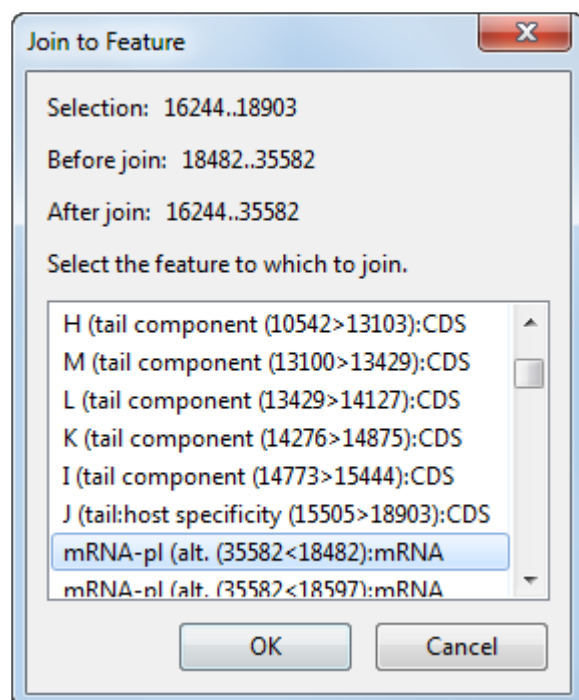 Join to Feature
Selection: 16244..18903
Before join: 18482..35582
After join: 16244..35582
Select the feature to which to join.
H (tail component (10542>13103):CDS
M (tail component (13100>13429):CDS
L (tail component (13429>14127):CDS
K (tail component (14276>14875):CDS
I (tail component (14773>15444):CDS
J (tail:host specificity (15505>18903):CDS
mRNA-pl (alt. (35582<18482):mRNA
mRNA-pl (alt. (35582<18597):mRNA
OK Cancel